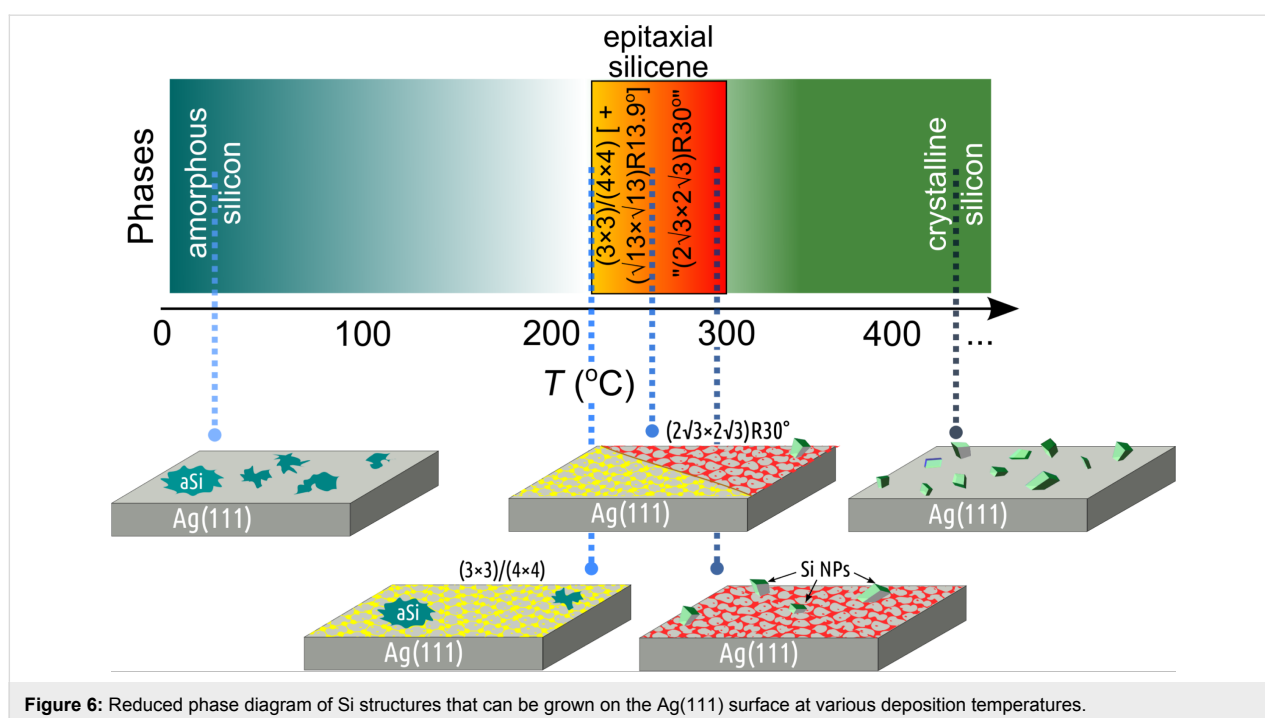 epitaxial
silicene
Phases
amorphous
silicon
(3×3)/(4×4) [ +
(√13×√13)R13.9º]
"(2√3×2√3)R30º"
crystalline
silicon
0
100
200
300
400
...
T (ºC)
(2√3×2√3)R30°
aSi
Ag(111)
Ag(111)
Ag(111)
(3×3)/(4×4)
Si NPs
aSi
Ag(111)
Ag(111)
Figure 6: Reduced phase diagram of Si structures that can be grown on the Ag(111) surface at various deposition temperatures.